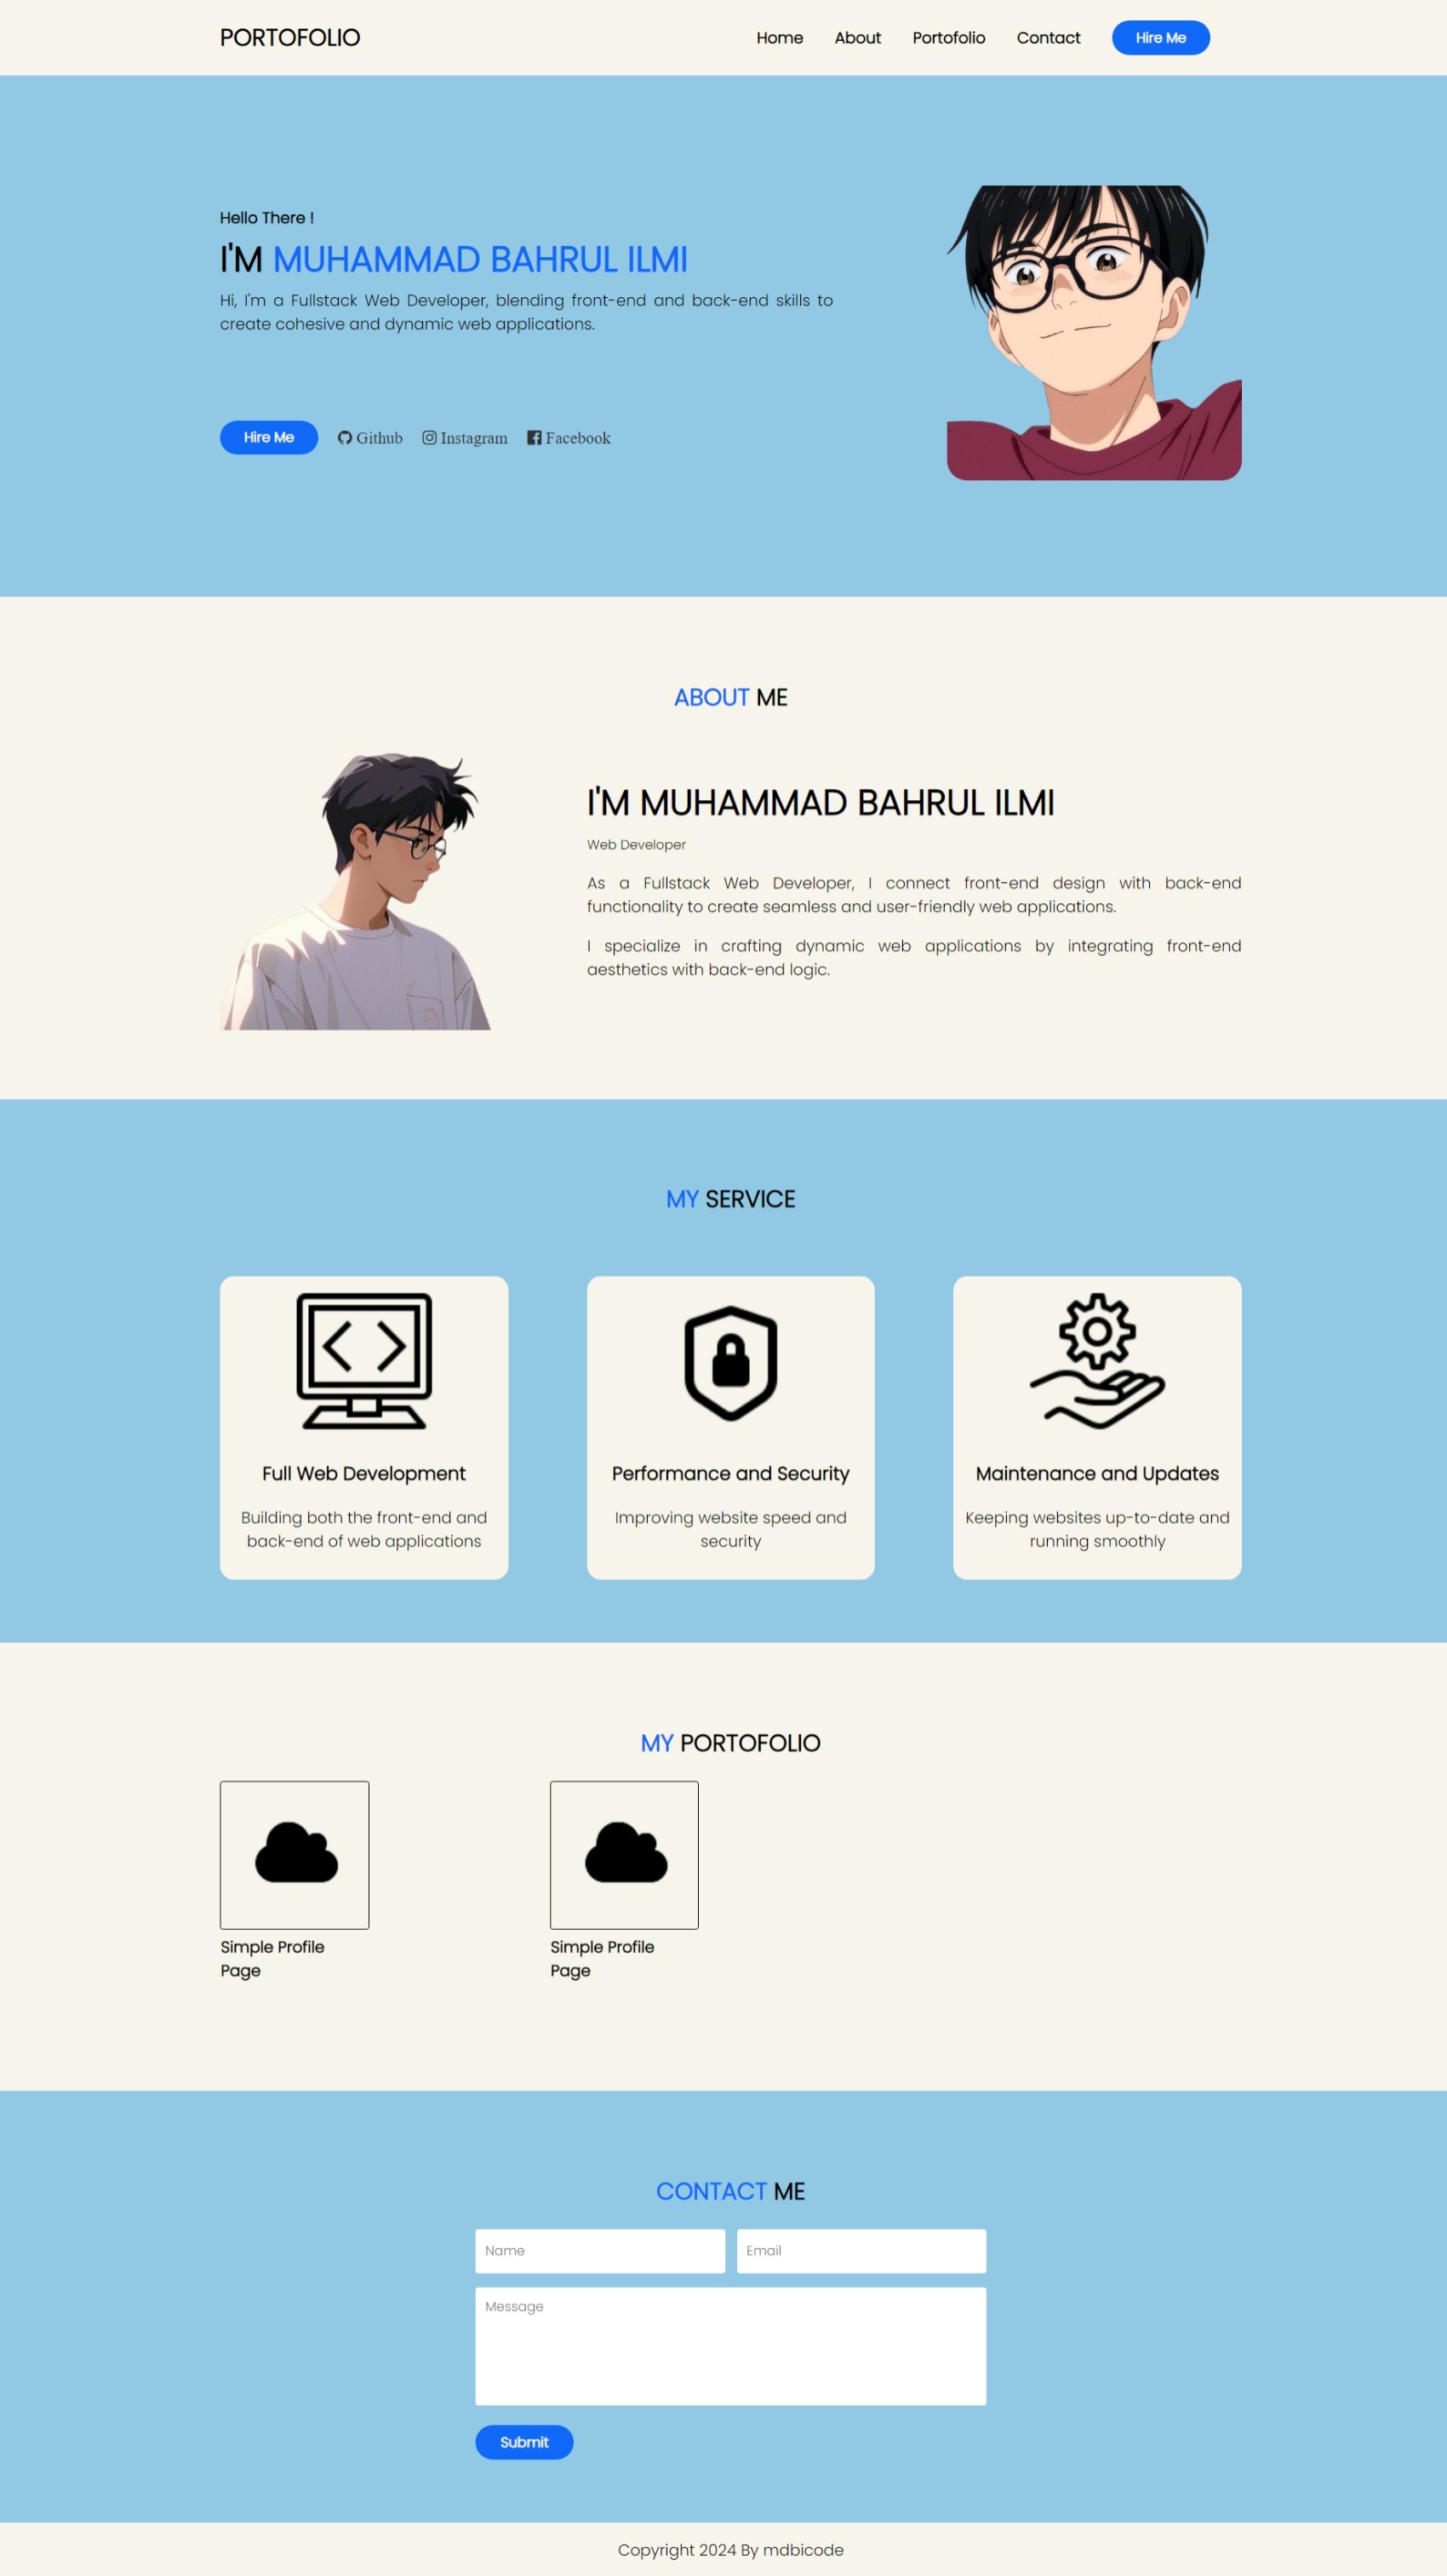 PORTOFOLIO
Home About Portofolio Contact Hire Me
Hello There !
I'M MUHAMMAD BAHRUL ILMI
Hi, I'm a Fullstack Web Developer, blending front-end and back-end skills to
create cohesive and dynamic web applications.
Hire Me Github Instagram Facebook
ABOUT ME
I'M MUHAMMAD BAHRUL ILMI
Web Developer
As a Fullstack Web Developer, I connect front-end design with back-end
functionality to create seamless and user-friendly web applications.
I specialize in crafting dynamic web applications by integrating front-end
aesthetics with back-end logic.
MY SERVICE
Full Web Development
Building both the front-end and
back-end of web applications
Performance and Security
Improving website speed and
security
Maintenance and Updates
Keeping websites up-to-date and
running smoothly
MY PORTOFOLIO
Simple Profile
Page
Simple Profile
Page
CONTACT ME
Name
Email
Message
Submit
Copyright 2024 By mdbicode